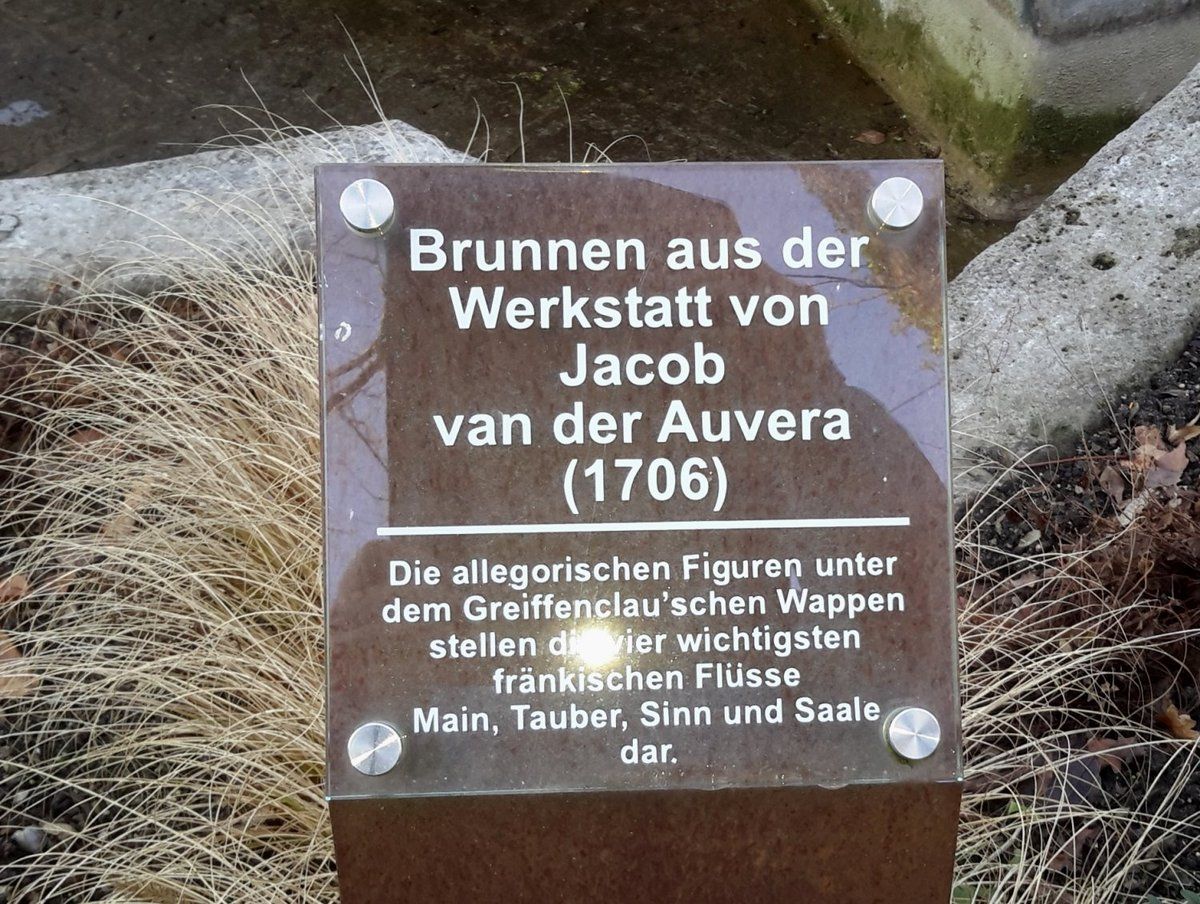 Brunnen aus der
Werkstatt von
Jacob
van der Auvera
(1706)
Die allegorischen Figuren unter
dem Greiffenclau'schen Wappen
stellen die vier wichtigsten
fränkischen Flüsse
Main, Tauber, Sinn und Saale
dar.